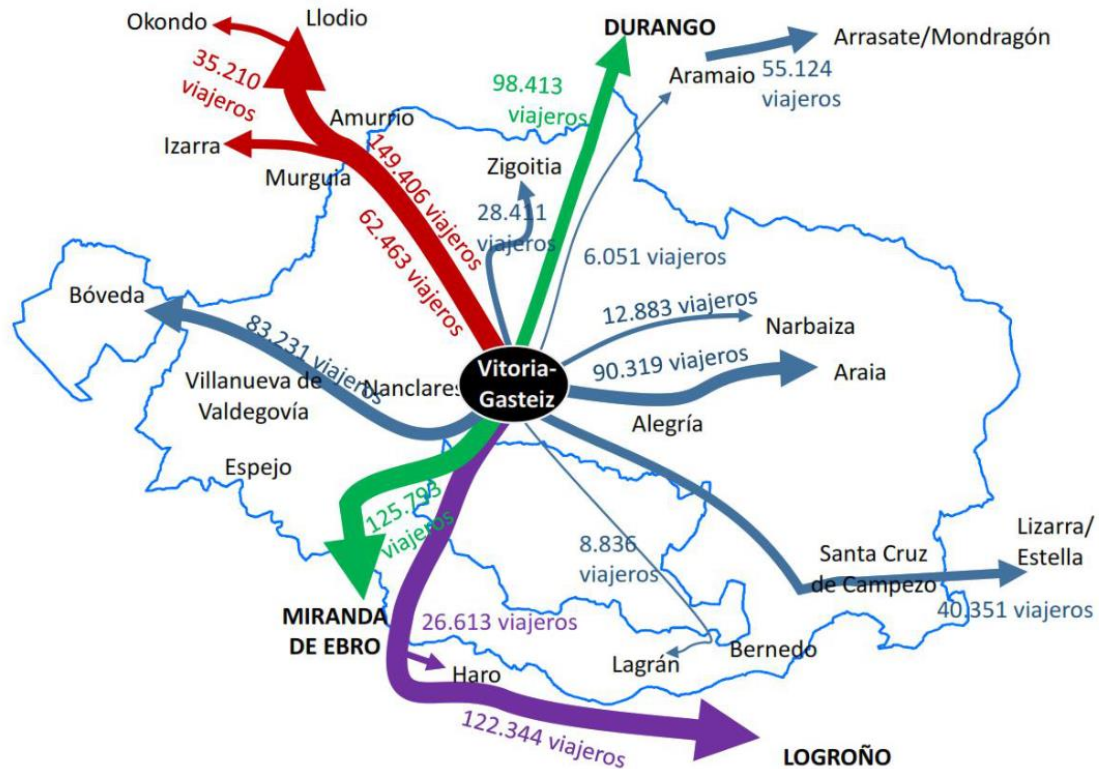 Okondo
Llodio
DURANGO
Arrasate/Mondragón
35.210
viajeros
98.413
viajeros
Aramaio
55.124
viajeros
Amurrio
Izarra
Murguia
149.406 viajeros
62.463 viajeros
Zigoitia
28.411
viajeros
6.051 viajeros
Bóveda
83.231 viajeros
12.883 viajeros
Narbaiza
90.319 viajeros
Araia
Villanueva de
Valdegovía
Nanclares
Vitoria-
Gasteiz
Alegría
Espejo
125.793
viajeros
8.836
viajeros
Santa Cruz
de Campezo
Lizarra/
Estella
40.351 viajeros
MIRANDA
DE EBRO
26.613 viajeros
Haro
Lagrán
Bernedo
122.344 viajeros
LOGROÑO